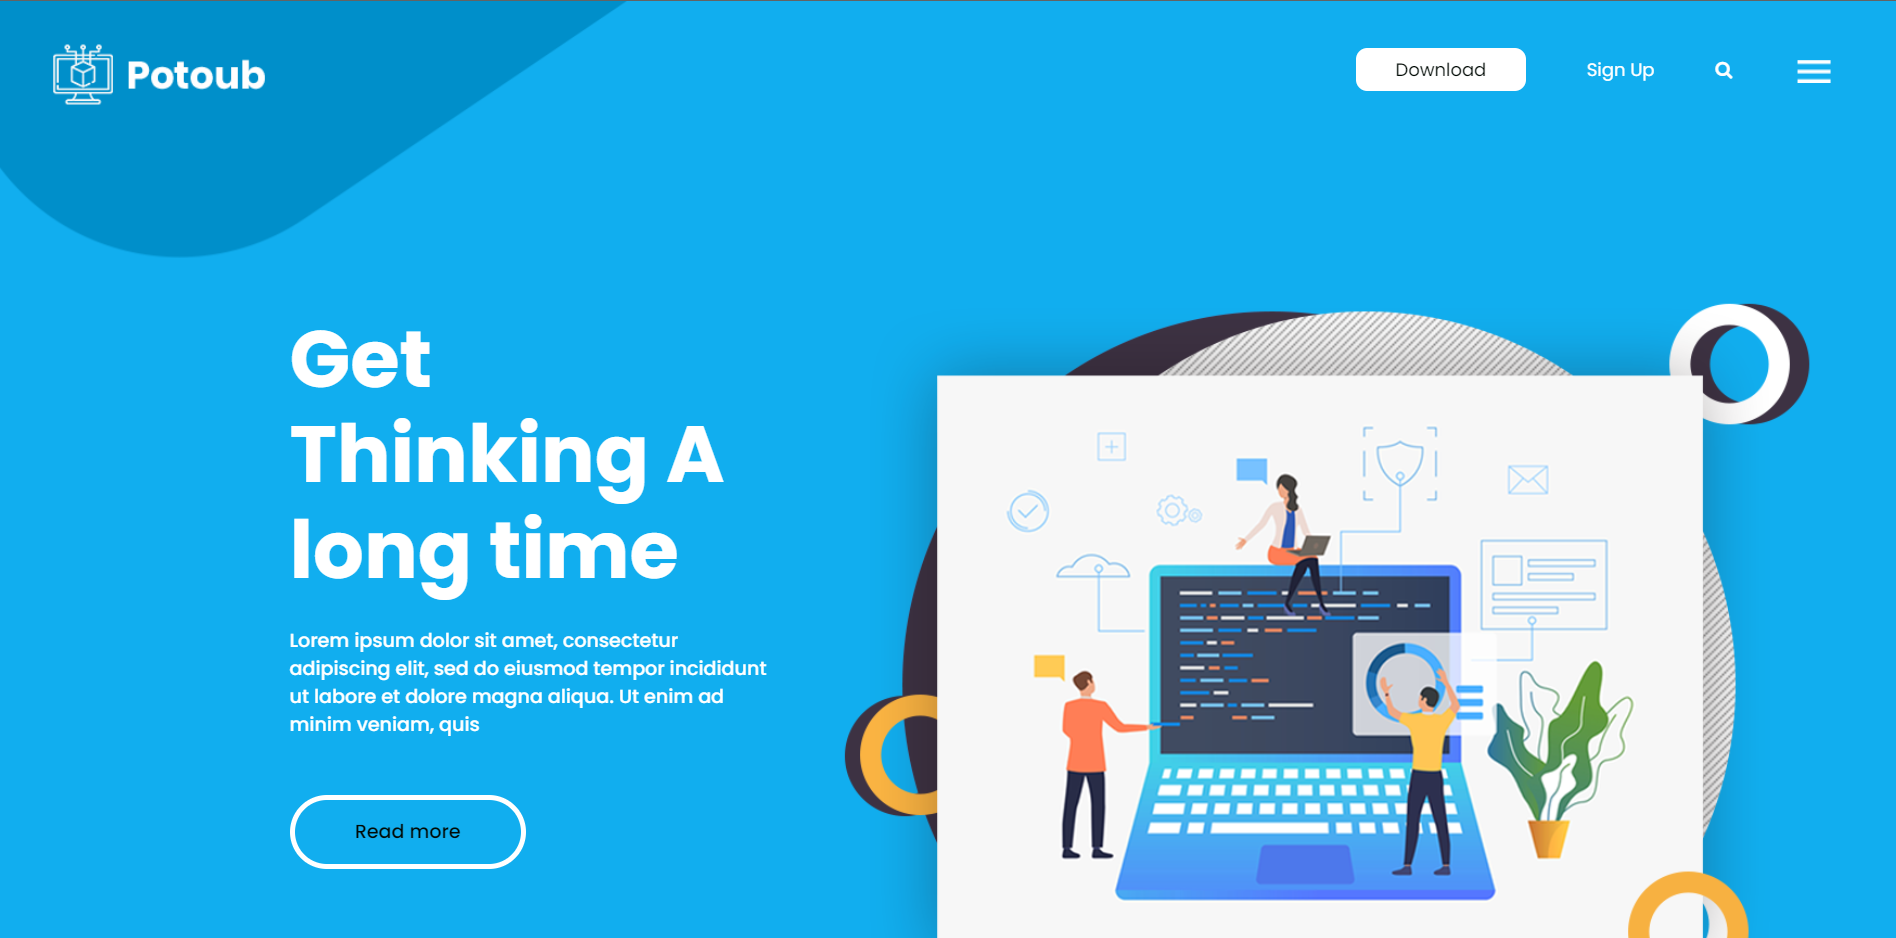 Potoub
Download
Sign Up
Get
Thinking A
long time
Lorem ipsum dolor sit amet, consectetur
adipiscing elit, sed do eiusmod tempor incididunt
ut labore et dolore magna aliqua. Ut enim ad
minim veniam, quis
Read more